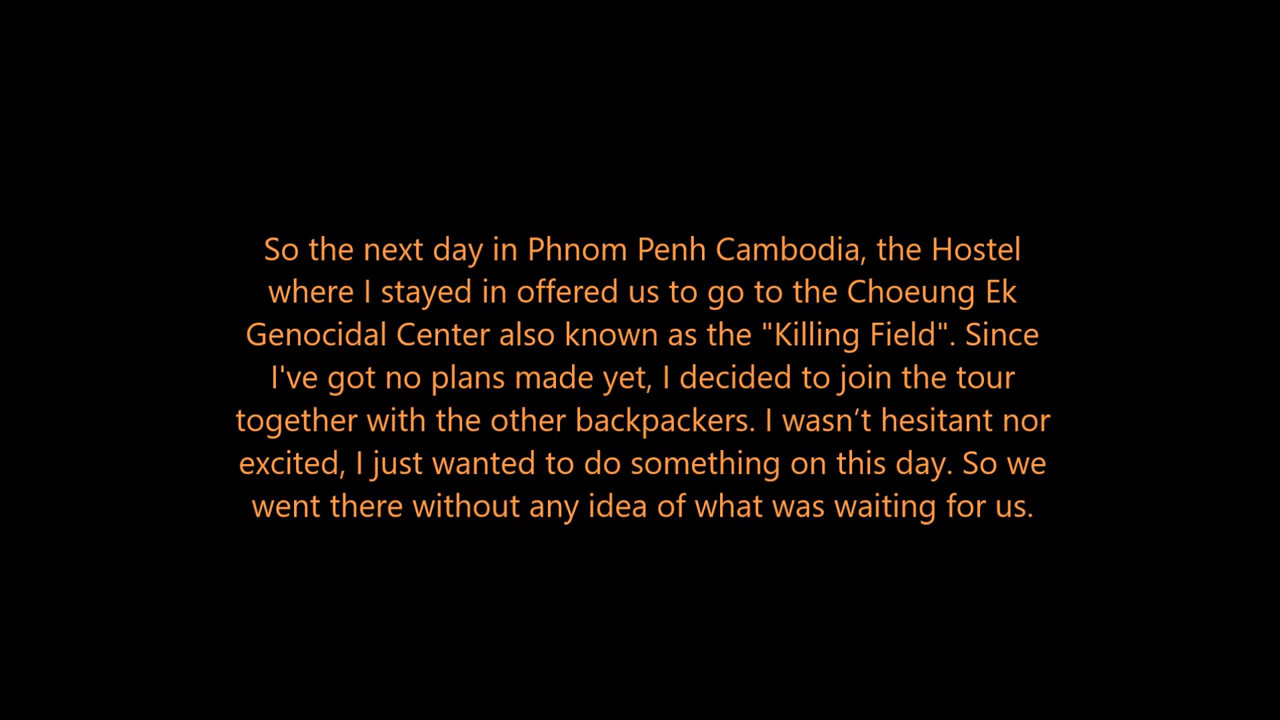 So the next day in Phnom Penh Cambodia, the Hostel
where I stayed in offered us to go to the Choeung Ek
Genocidal Center also known as the "Killing Field". Since
I've got no plans made yet, I decided to join the tour
together with the other backpackers. I wasn’t hesitant nor
excited, I just wanted to do something on this day. So we
went there without any idea of what was waiting for us.